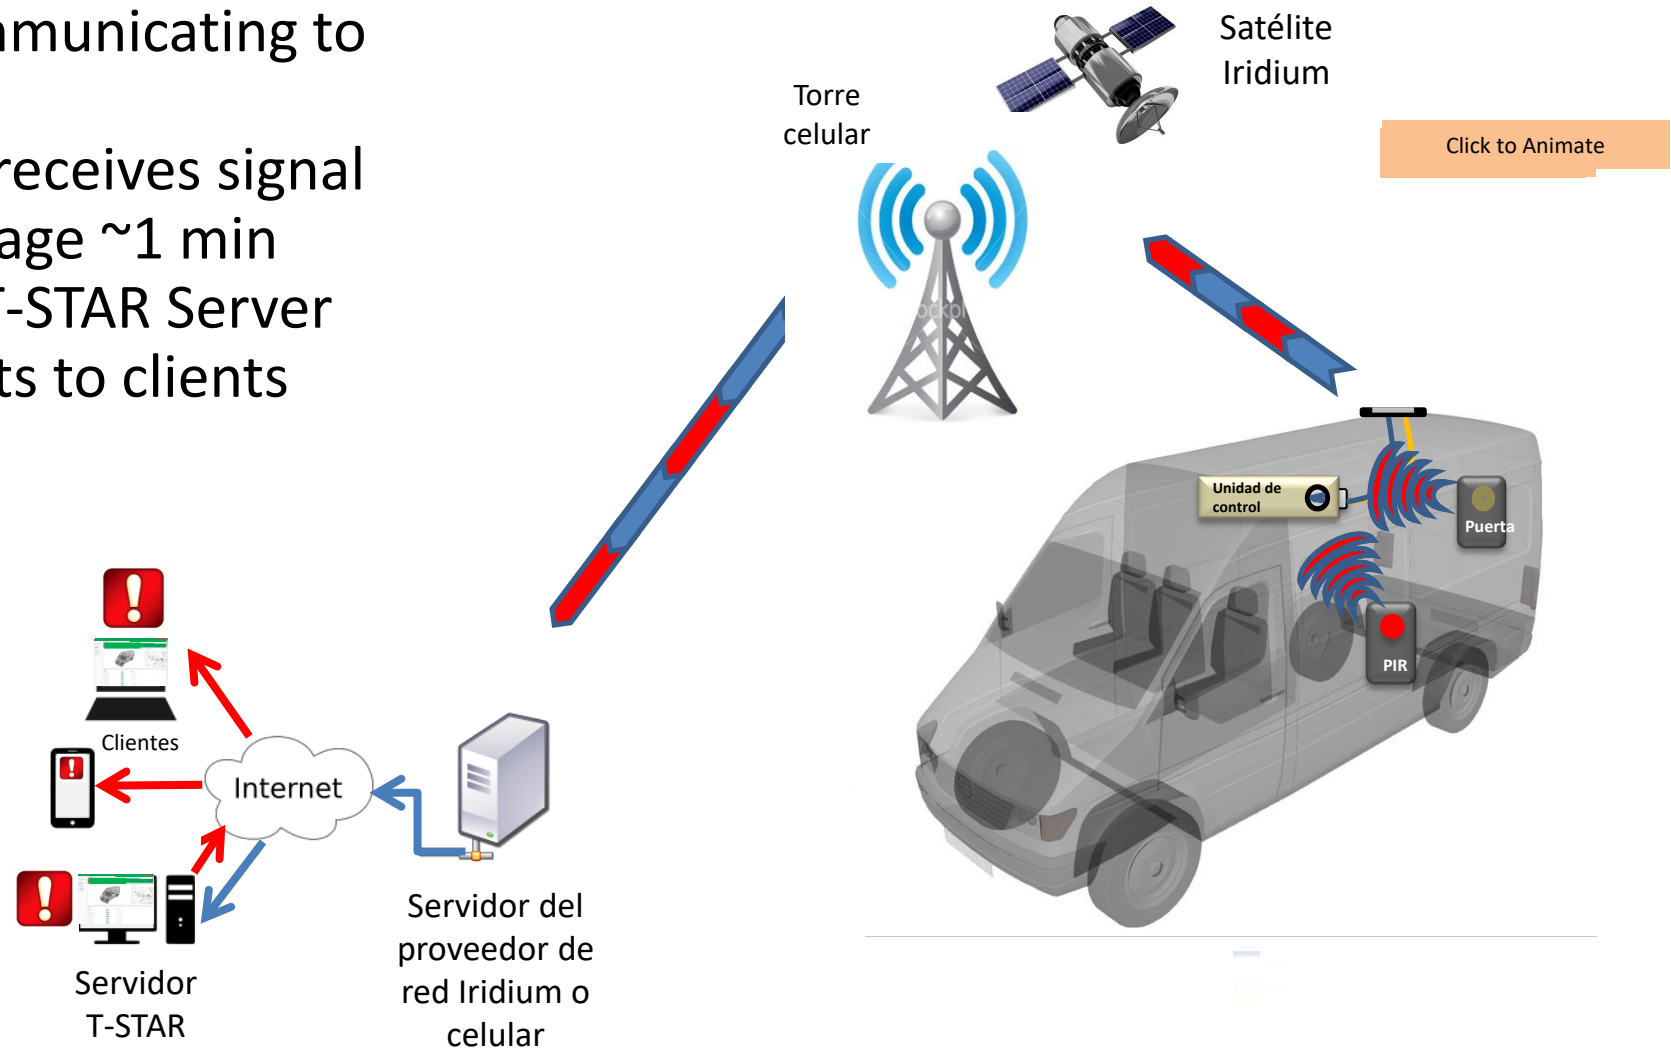 mmunicating to
receives signal
age ~1 min
T-STAR Server
ts to clients
Satélite
Iridium
Torre
celular
Click to Animate
Unidad de
control
Puerta
PIR
Clientes
Internet
Servidor del
proveedor de
red Iridium o
celular
Servidor
T-STAR